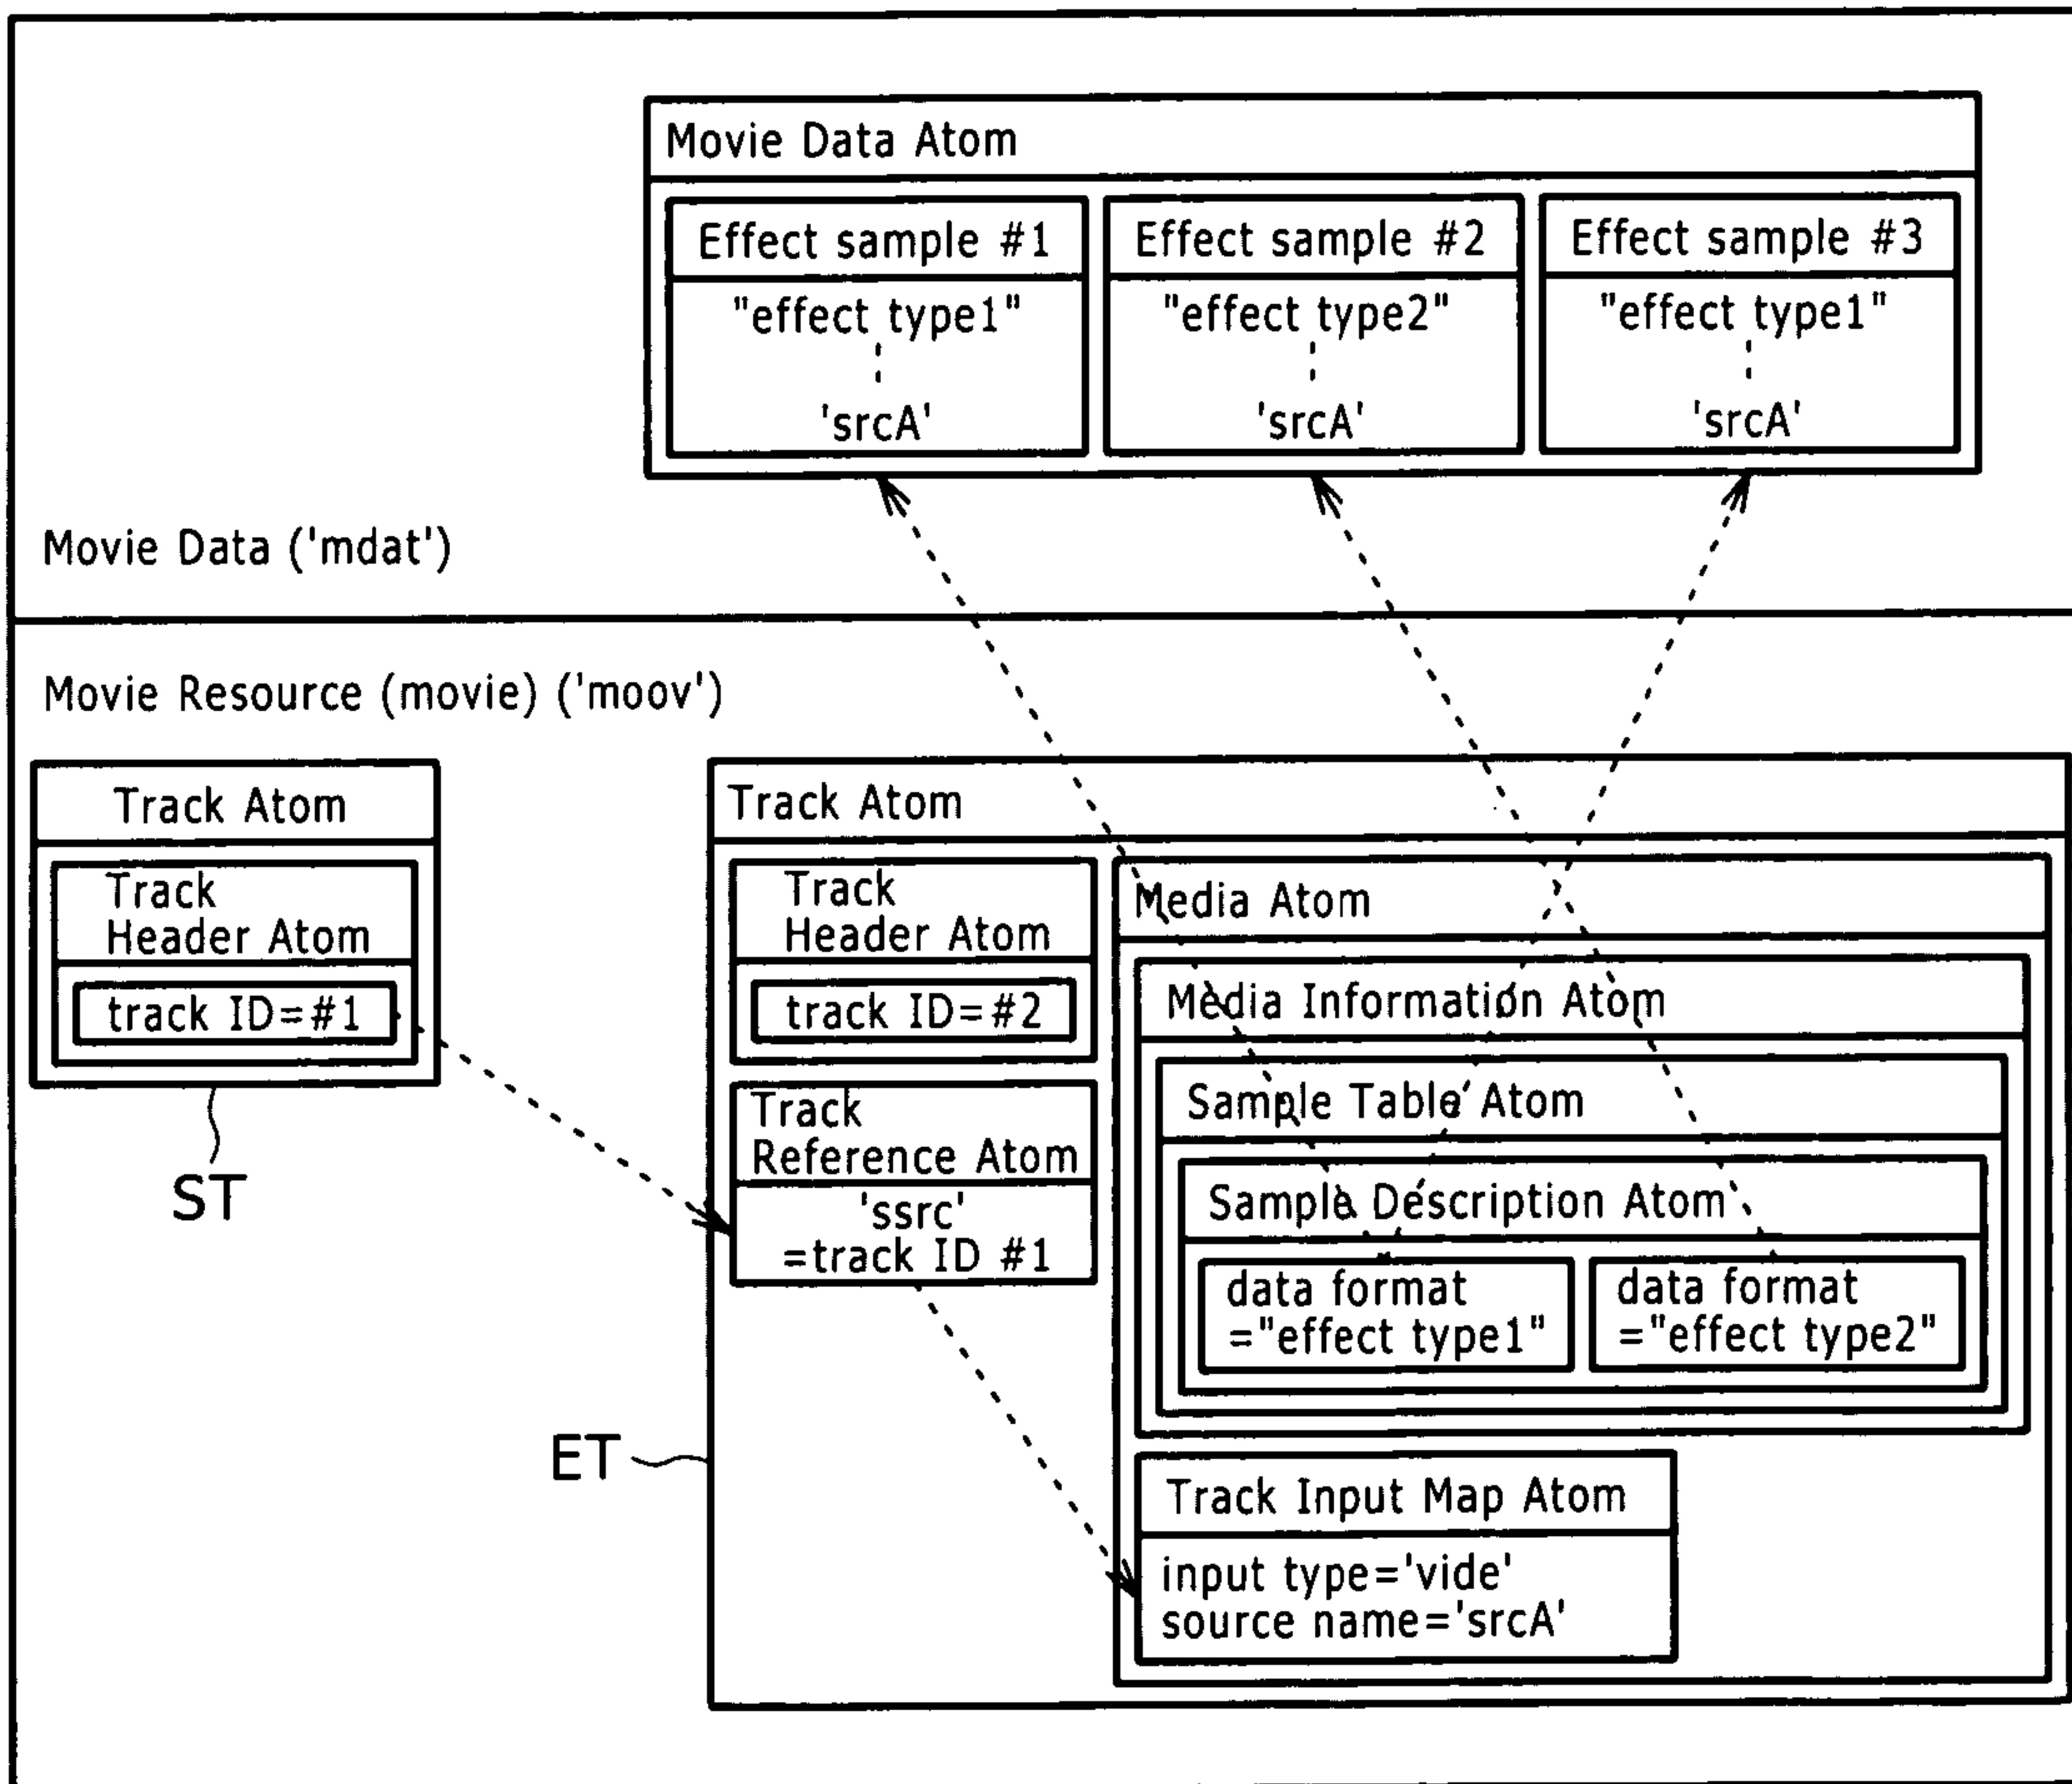 Movie Data Atom
Effect sample #1
"effect type1"
'srcA'
Effect sample #2
"effect type2"
'srcA'
Effect sample #3
"effect type1"
'srcA'
Movie Data ('mdat')
Movie Resource (movie) ('moov')
Track Atom
Track
Header Atom
track ID=#1
ST
Track Atom
Track
Header Atom
track ID=#2
Track
Reference Atom
'ssrc'
=track ID #1
ET
Media Atom
Media Information Atom
Sample Table Atom
Sample Description Atom
data format
="effect type1"
data format
="effect type2"
Track Input Map Atom
input type='vide'
source name='srcA'